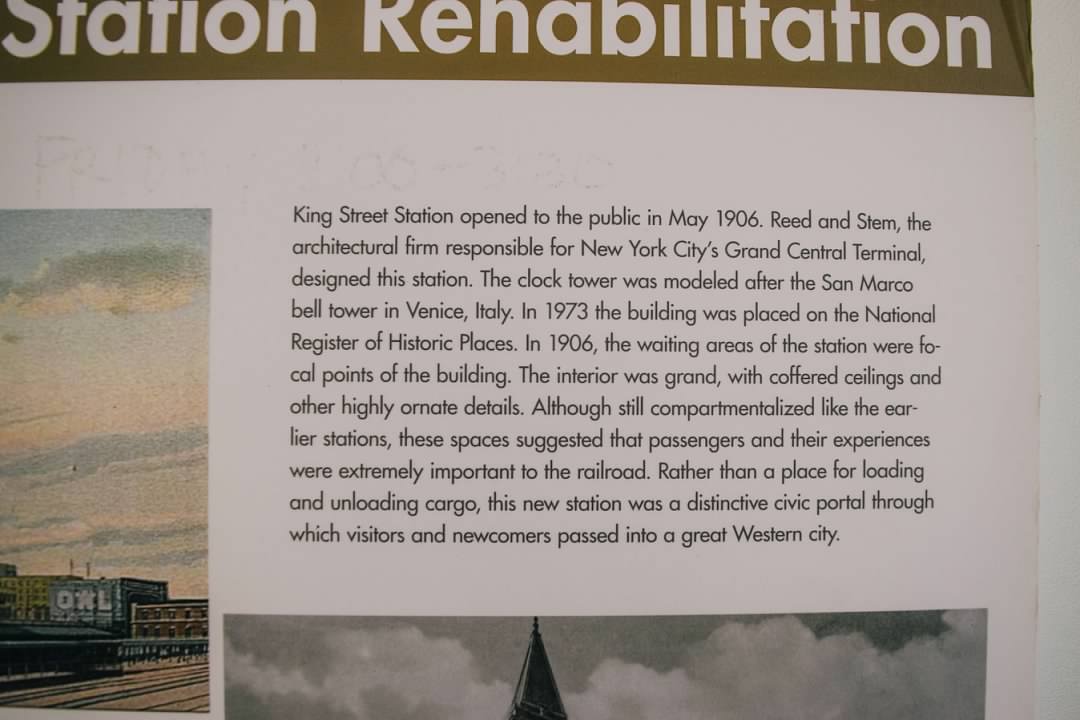 Station Rehabilitation
King Street Station opened to the public in May 1906. Reed and Stem, the
architectural firm responsible for New York City's Grand Central Terminal,
designed this station. The clock tower was modeled after the San Marco
bell tower in Venice, Italy. In 1973 the building was placed on the National
Register of Historic Places. In 1906, the waiting areas of the station were fo-
cal points of the building. The interior was grand, with coffered ceilings and
other highly ornate details. Although still compartmentalized like the ear-
lier stations, these spaces suggested that passengers and their experiences
were extremely important to the railroad. Rather than a place for loading
and unloading cargo, this new station was a distinctive civic portal through
which visitors and newcomers passed into a great Western city.
OWL